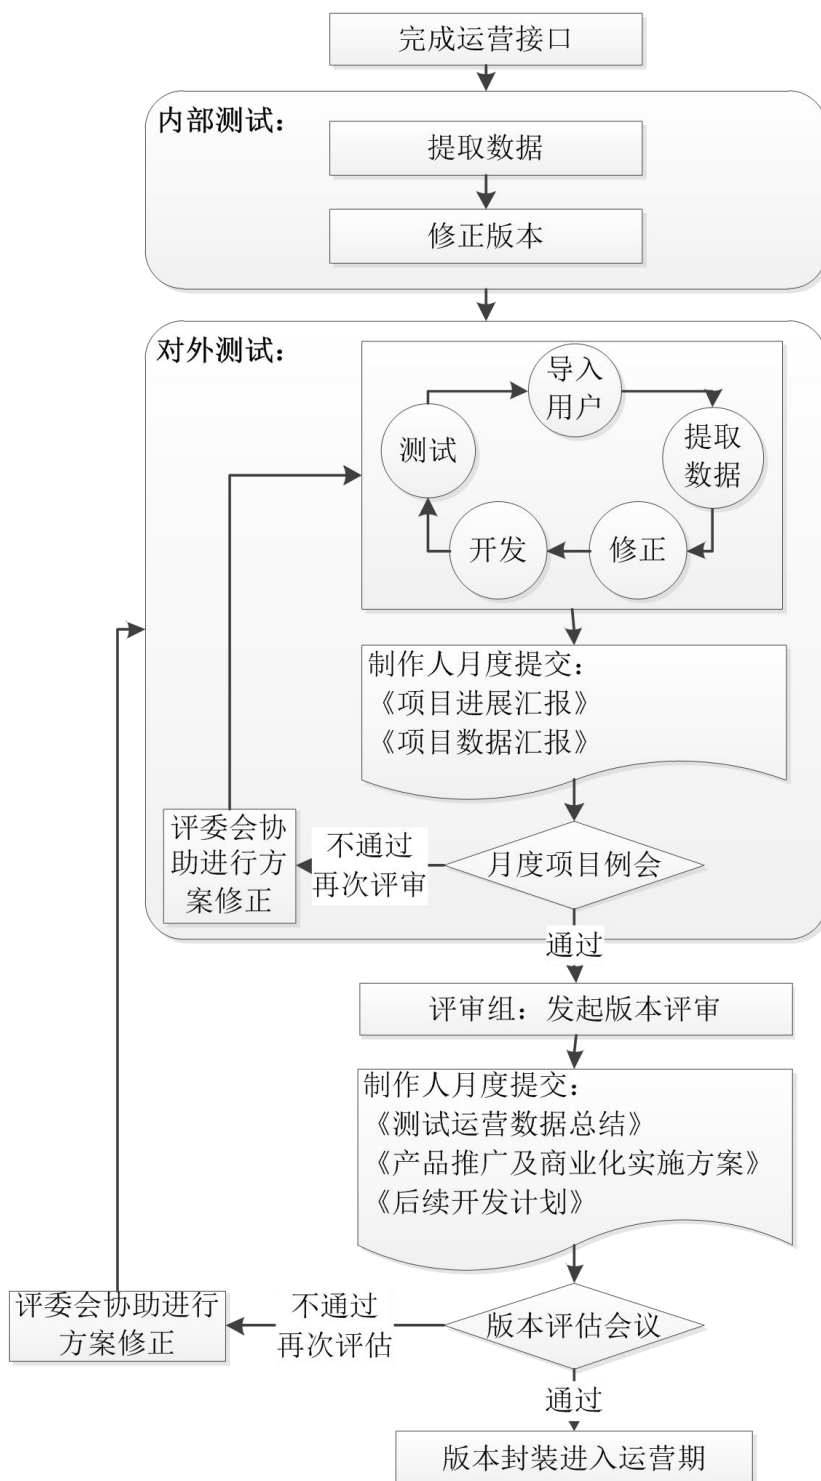 完成运营接口
内部测试：
提取数据
修正版本
对外测试：
导入
用户
测试
提取
数据
开发
修正
制作人月度提交：
《项目进展汇报》
《项目数据汇报》
评委会协
助进行方
案修正
不通过
再次评审
月度项目例会
通过
评审组：发起版本评审
制作人月度提交：
《测试运营数据总结》
《产品推广及商业化实施方案》
《后续开发计划》
评委会协助进行
方案修正
不通过
再次评估
版本评估会议
通过
版本封装进入运营期